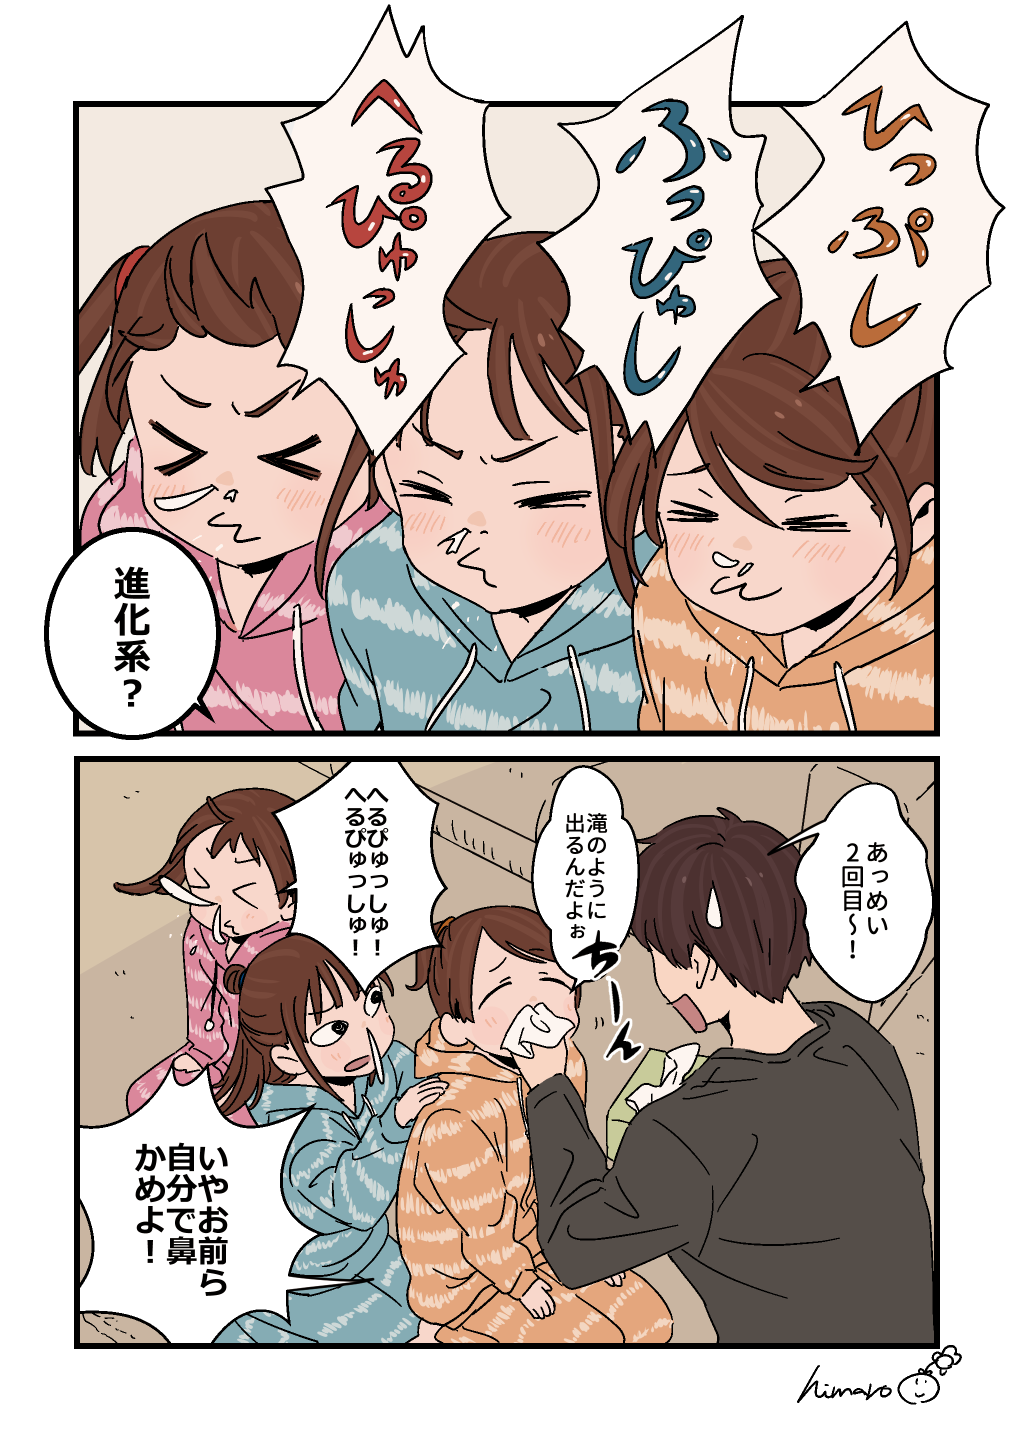 ひっぷし
ふっぴゃし
へるぴゅっしゅ
進化系?
あっめい
2回目～!
滝のように
出るんだよぉ
ちーん
へるぴゅっしゅ!
へるぴゅっしゅ!
いやお前ら
自分で鼻
かめよ!
himaro